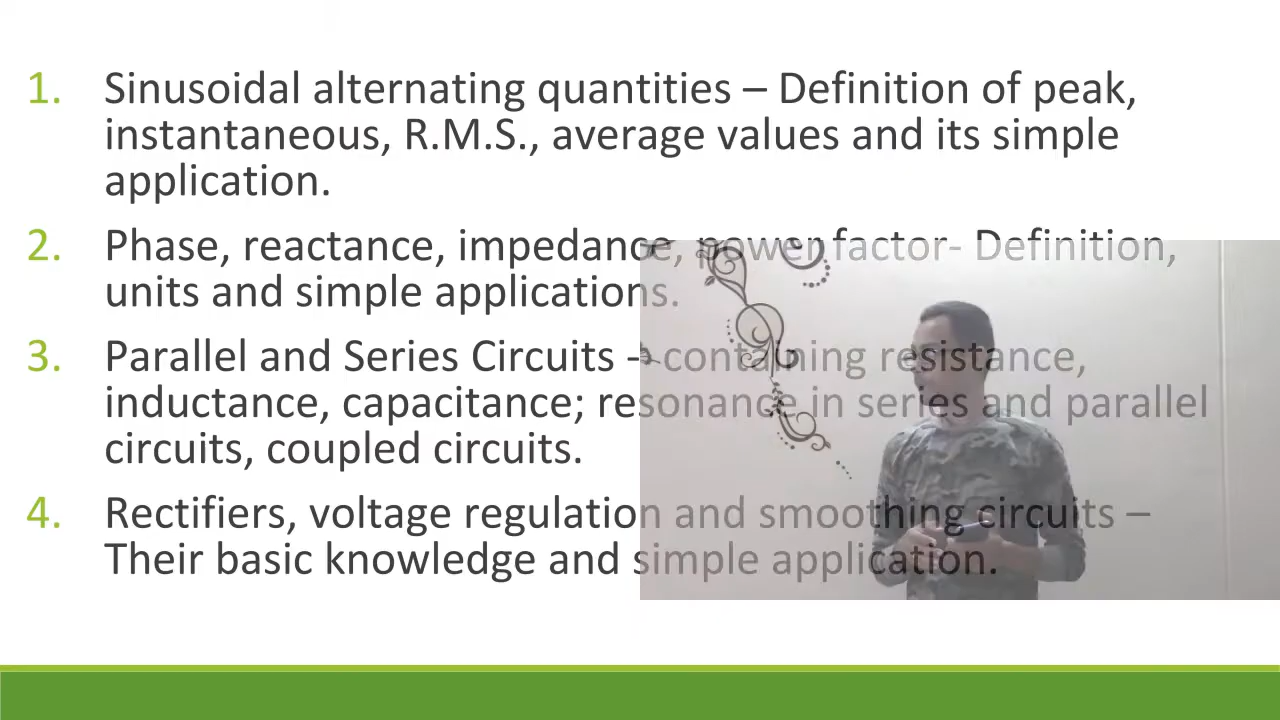 1. Sinusoidal alternating quantities – Definition of peak,
instantaneous, R.M.S., average values and its simple
application.
2. Phase, reactance, impedance, power factor- Definition,
units and simple applications.
3. Parallel and Series Circuits - containing resistance,
inductance, capacitance; resonance in series and parallel
circuits, coupled circuits.
4. Rectifiers, voltage regulation and smoothing circuits –
Their basic knowledge and simple application.